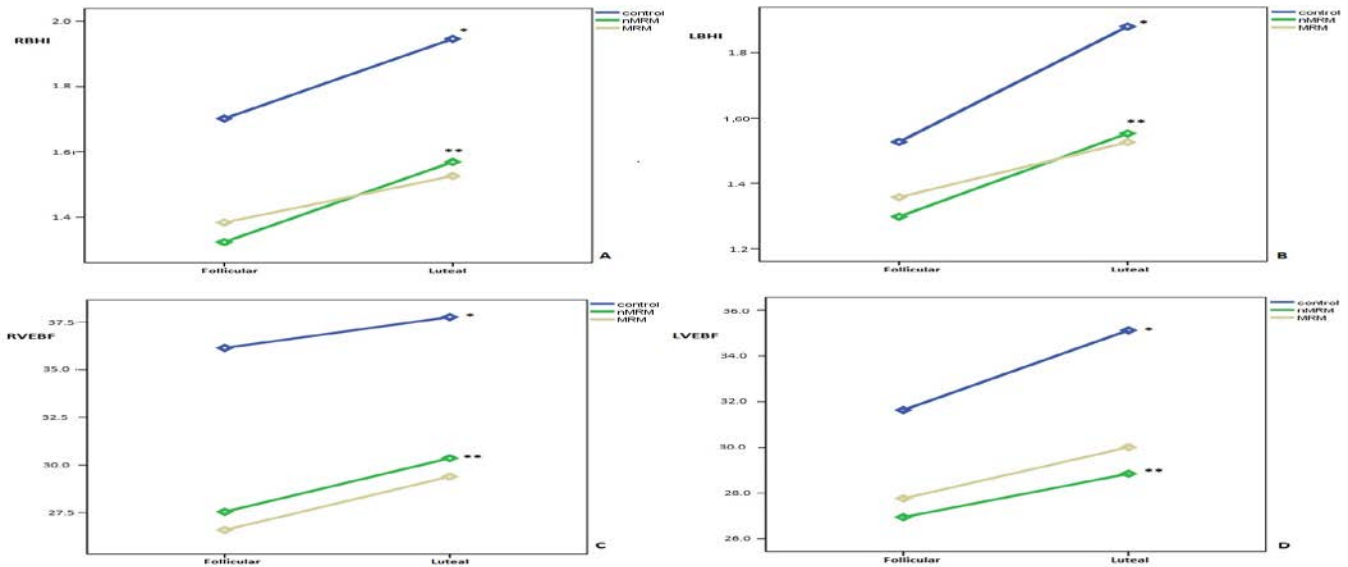 2.0
control
nMRM
MRM
RBHI
*
1.8
1.6
**
1.4
A
Follicular
Luteal
control
nMRM
MRM
LBHI
*
1.8
1.60
**
1.4
1.2
B
Follicular
Luteal
control
nMRM
MRM
37.5
RVEBF
*
35.0
32.5
30.0
**
27.5
C
Follicular
Luteal
control
nMRM
MRM
36.0
LVEBF
*
34.0
32.0
30.0
28.0
**
26.0
D
Follicular
Luteal